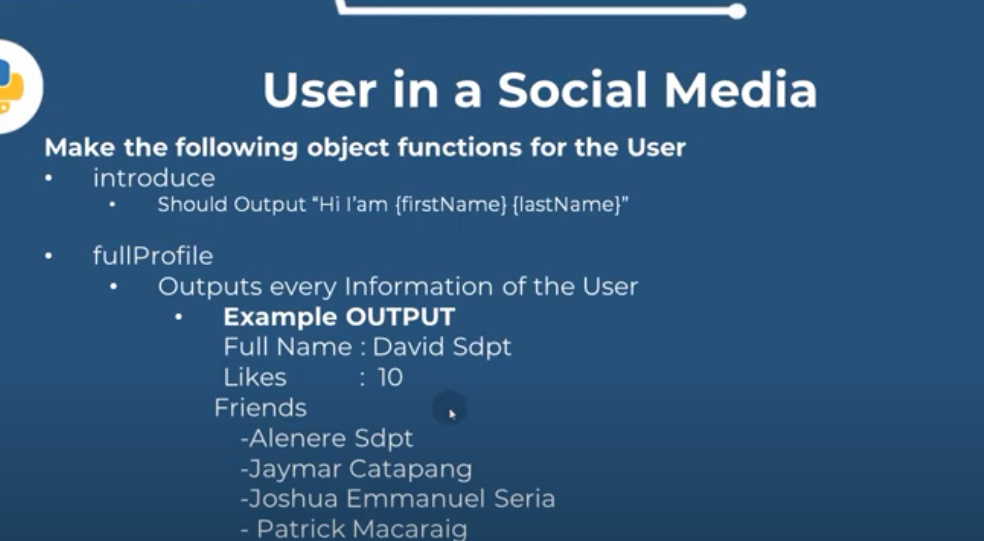 User in a Social Media
Make the following object functions for the User
• introduce
• Should Output “Hi I’am {firstName} {lastName}”
• fullProfile
• Outputs every Information of the User
• Example OUTPUT
Full Name : David Sdpt
Likes : 10
Friends
-Alenere Sdpt
-Jaymar Catapang
-Joshua Emmanuel Seria
- Patrick Macaraig